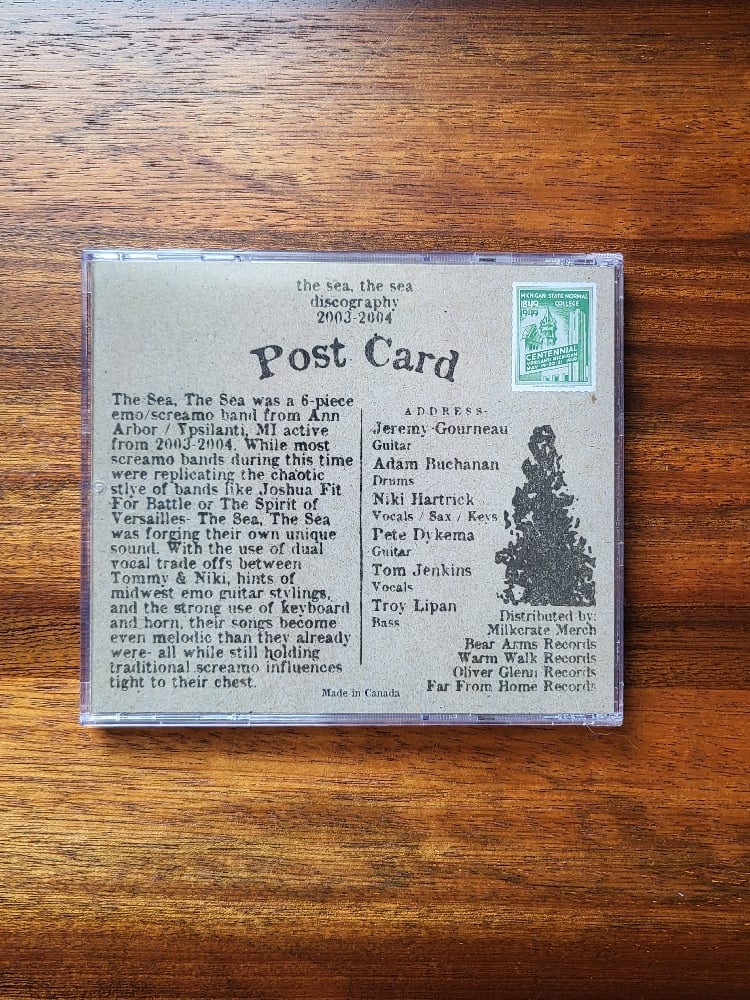 the sea, the sea
discography
2003-2004
Post Card
MICHIGAN STATE NORMAL
COLLEGE
1849
1949
CENTENNIAL
YPSILANTI MICHIGAN
The Sea, The Sea was a 6-piece
emo/screamo band from Ann
Arbor / Ypsilanti, MI active
from 2003-2004. While most
screamo bands during this time
were replicating the chaotic
stlye of bands like Joshua Fit
For Battle or The Spirit of
Versailles- The Sea, The Sea
was forging their own unique
sound. With the use of dual
vocal trade offs between
Tommy & Niki, hints of
midwest emo guitar stylings,
and the strong use of keyboard
and horn, their songs become
even melodic than they already
were- all while still holding
traditional screamo influences
tight to their chest.
ADDRESS-
Jeremy Gourneau
Guitar
Adam Buchanan
Drums
Niki Hartrick
Vocals / Sax / Keys
Pete Dykema
Guitar
Tom Jenkins
Vocals
Troy Lipan
Bass
Distributed by:
Milkcrate Merch
Bear Arms Records
Warm Walk Records
Oliver Glenn Records
Far From Home Records
Made in Canada